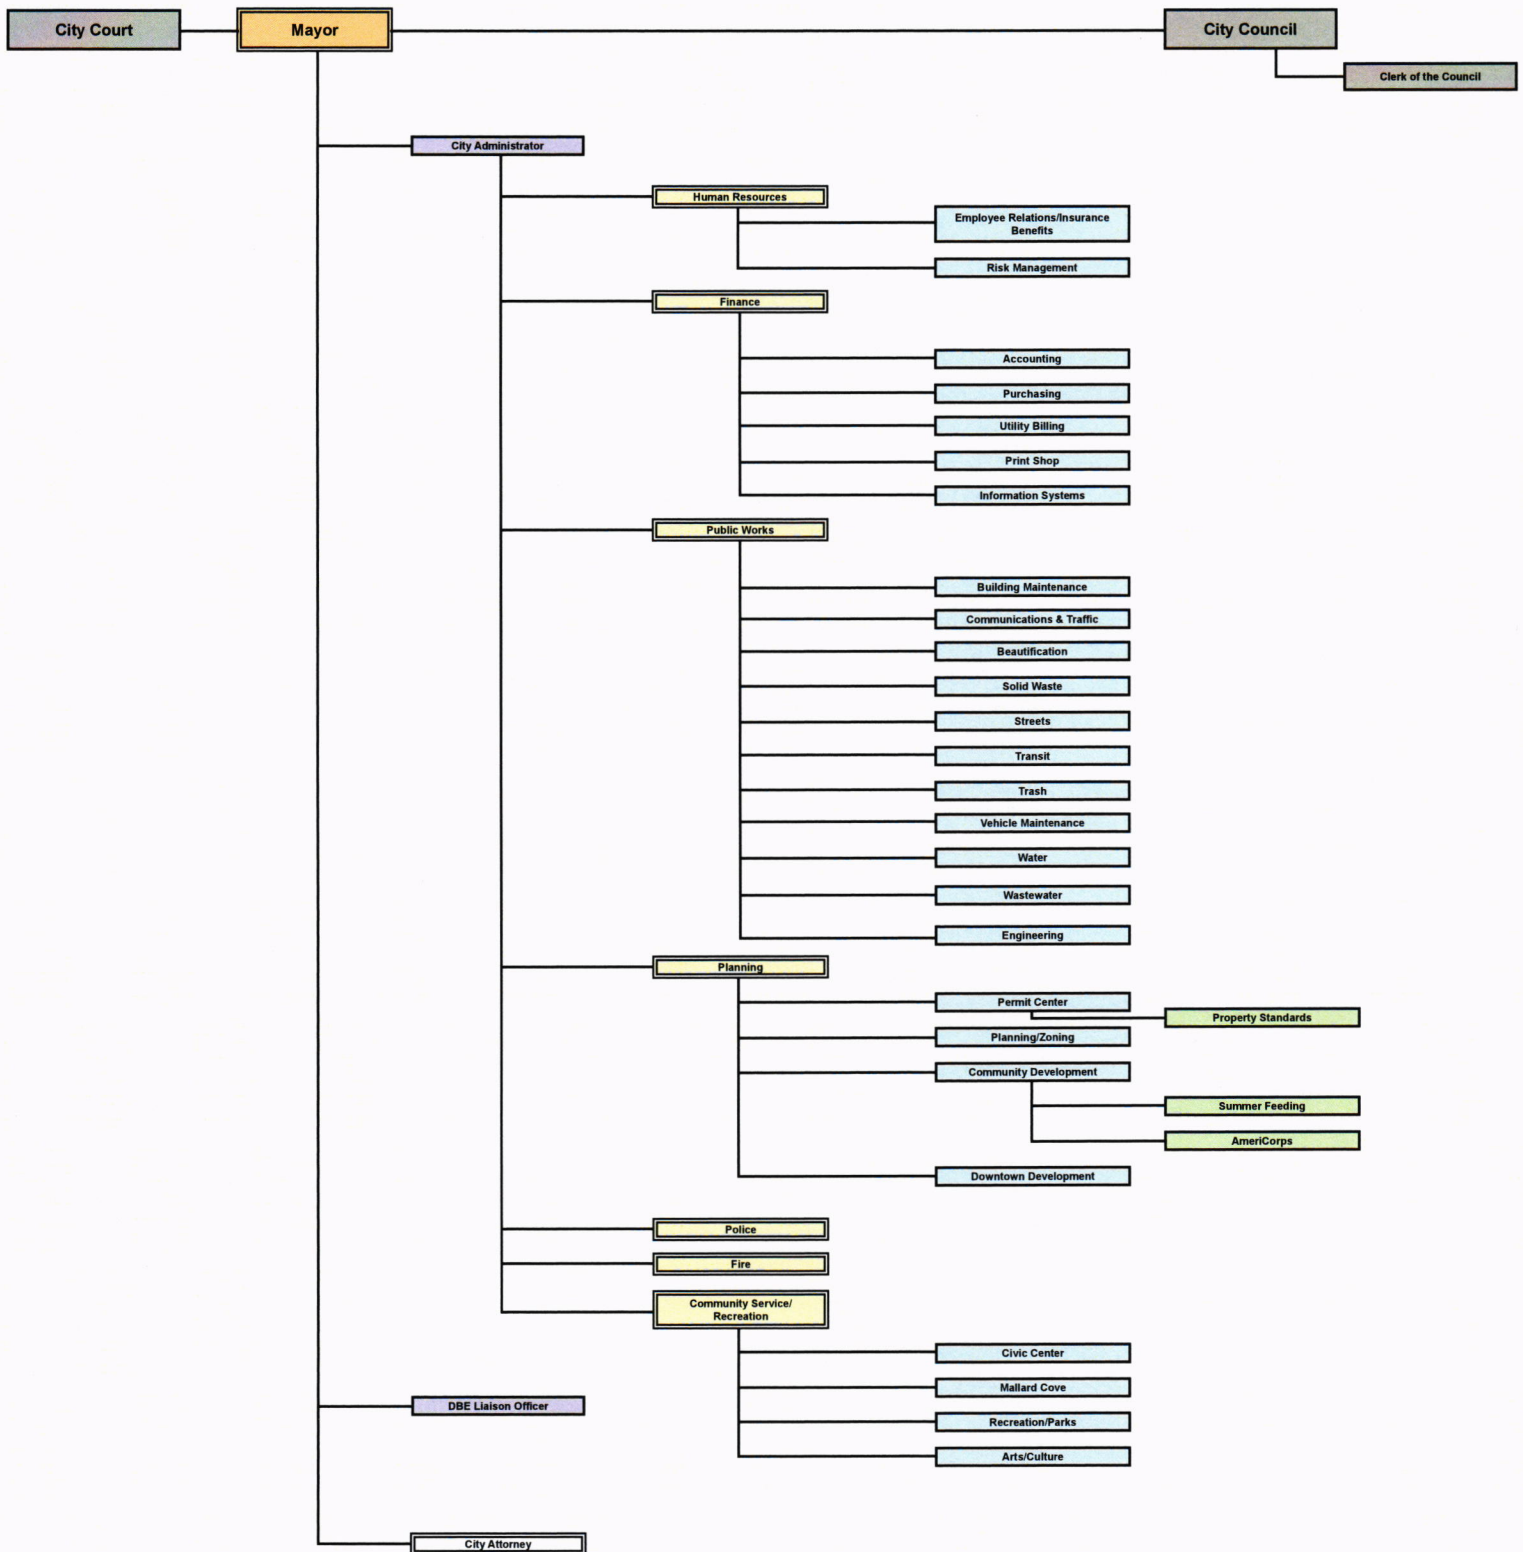 City Court
Mayor
City Council
Clerk of the Council
City Administrator
Human Resources
Employee Relations/Insurance
Benefits
Risk Management
Finance
Accounting
Purchasing
Utility Billing
Print Shop
Information Systems
Public Works
Building Maintenance
Communications & Traffic
Beautification
Solid Waste
Streets
Transit
Trash
Vehicle Maintenance
Water
Wastewater
Engineering
Planning
Permit Center
Property Standards
Planning/Zoning
Community Development
Summer Feeding
AmeriCorps
Downtown Development
Police
Fire
Community Service/
Recreation
Civic Center
Mallard Cove
DBE Liaison Officer
Recreation/Parks
Arts/Culture
City Attorney